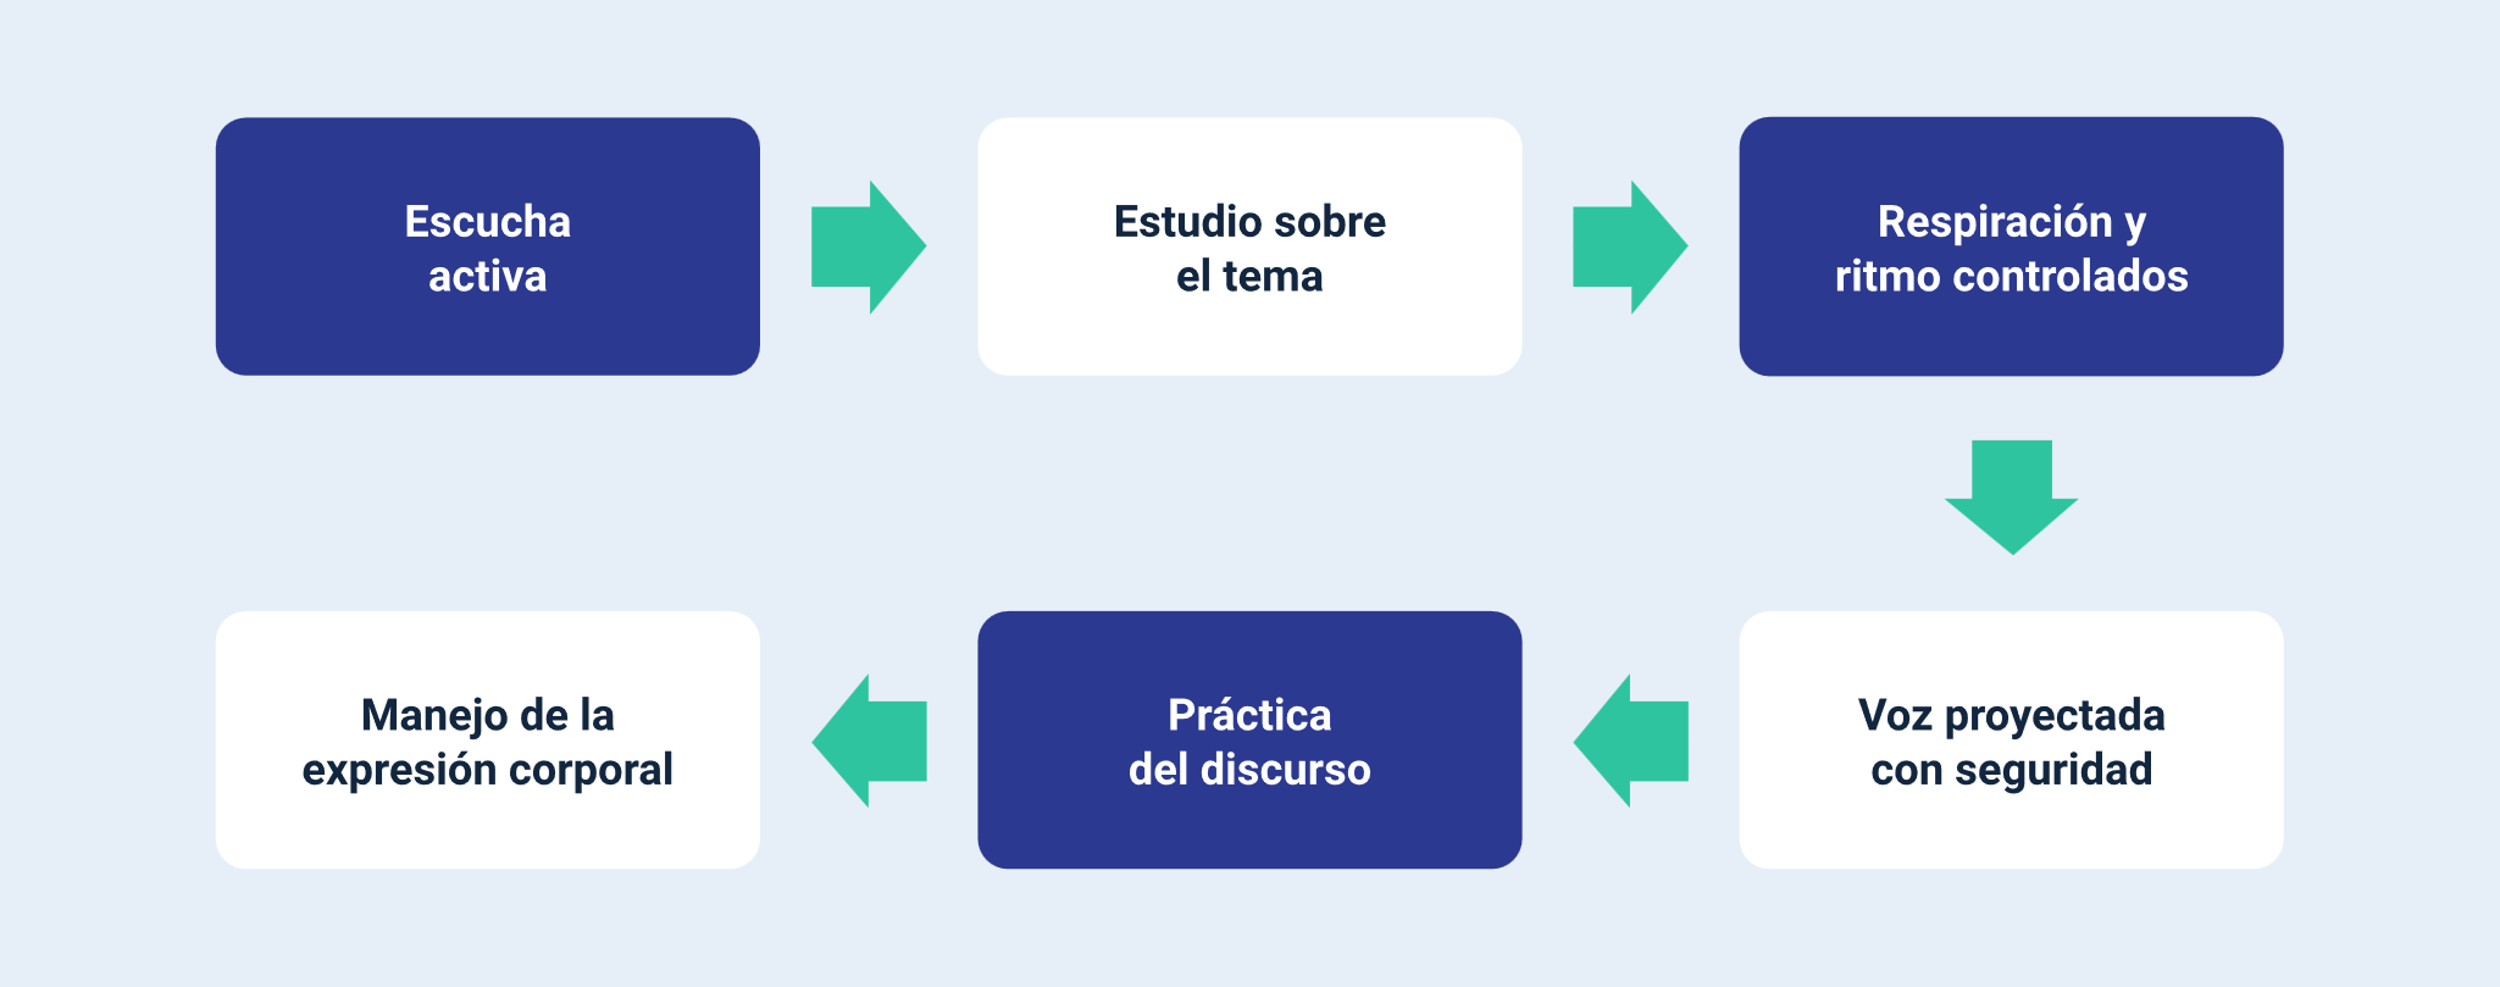 Escucha
activa
Estudio sobre
el tema
Respiración y
ritmo controlados
Voz proyectada
con seguridad
Práctica
del discurso
Manejo de la
expresión corporal